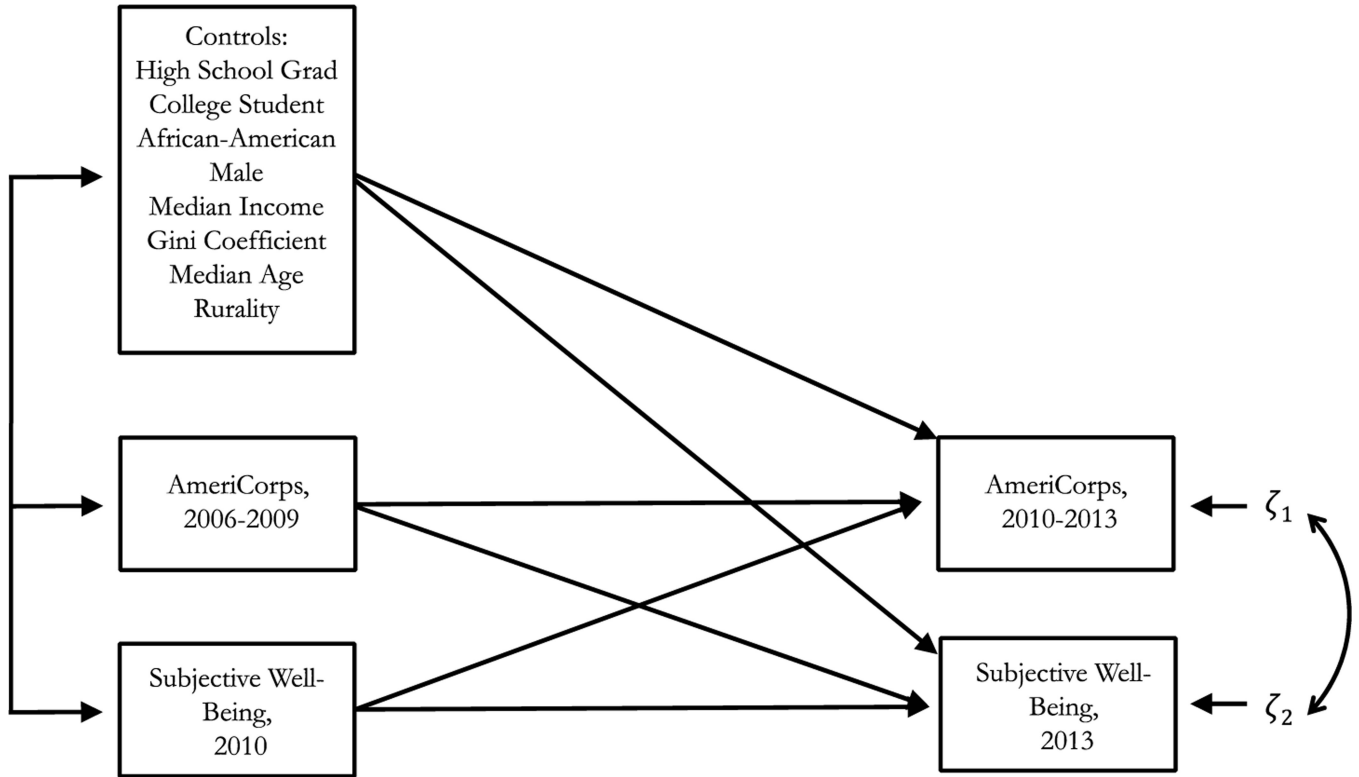 Controls:
High School Grad
College Student
African-American
Male
Median Income
Gini Coefficient
Median Age
Rurality
AmeriCorps,
2006-2009
Subjective Well-
Being,
2010
AmeriCorps,
2010-2013
ζ1
Subjective Well-
Being,
2013
ζ2